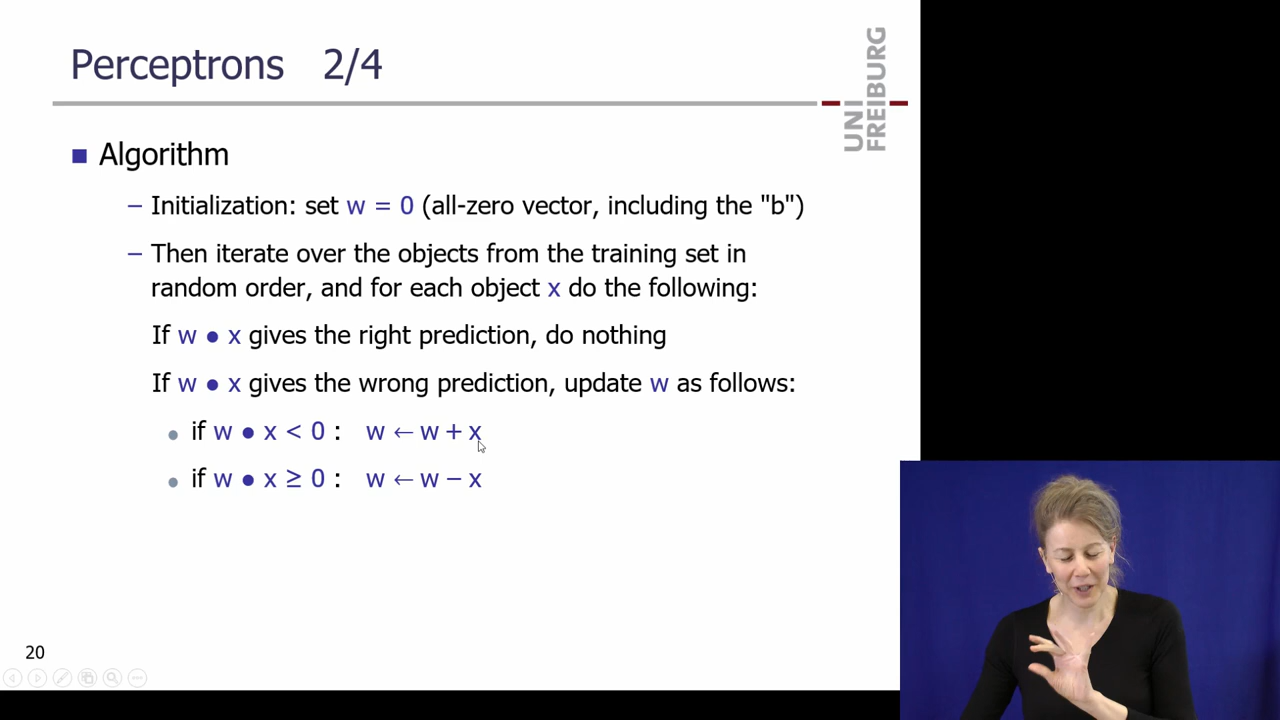 Perceptrons 2/4
UNI
FREIBURG
■ Algorithm
– Initialization: set w = 0 (all-zero vector, including the "b")
– Then iterate over the objects from the training set in
random order, and for each object x do the following:
If w ● x gives the right prediction, do nothing
If w ● x gives the wrong prediction, update w as follows:
● if w ● x < 0 : w ← w + x
● if w ● x ≥ 0 : w ← w − x
20